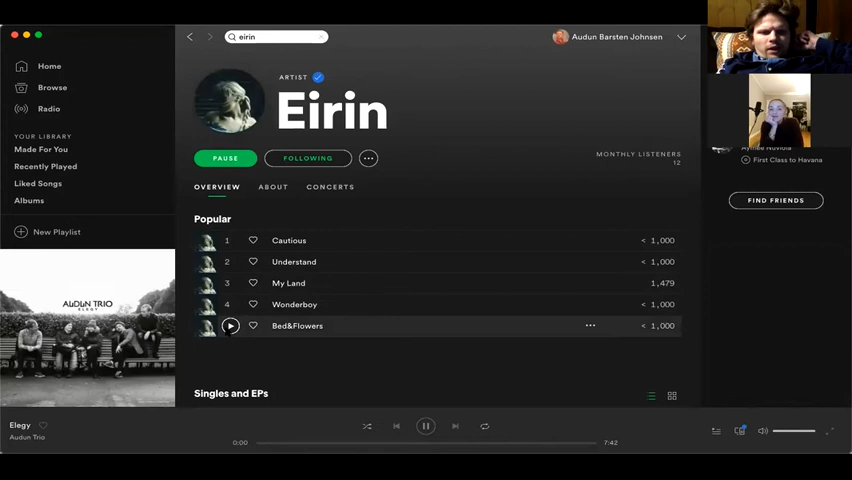 eirin
Audun Barsten Johnsen
Home
Browse
Radio
YOUR LIBRARY
Made For You
Recently Played
Liked Songs
Albums
New Playlist
ARTIST
Eirin
PAUSE
FOLLOWING
MONTHLY LISTENERS
12
OVERVIEW
ABOUT
CONCERTS
First Class to Havana
FIND FRIENDS
Popular
1 Cautious < 1,000
2 Understand < 1,000
3 My Land 1,479
4 Wonderboy < 1,000
Bed&Flowers < 1,000
Singles and EPs
AUDUN TRIO
ELEGY
Elegy
Audun Trio
0:00
7:42